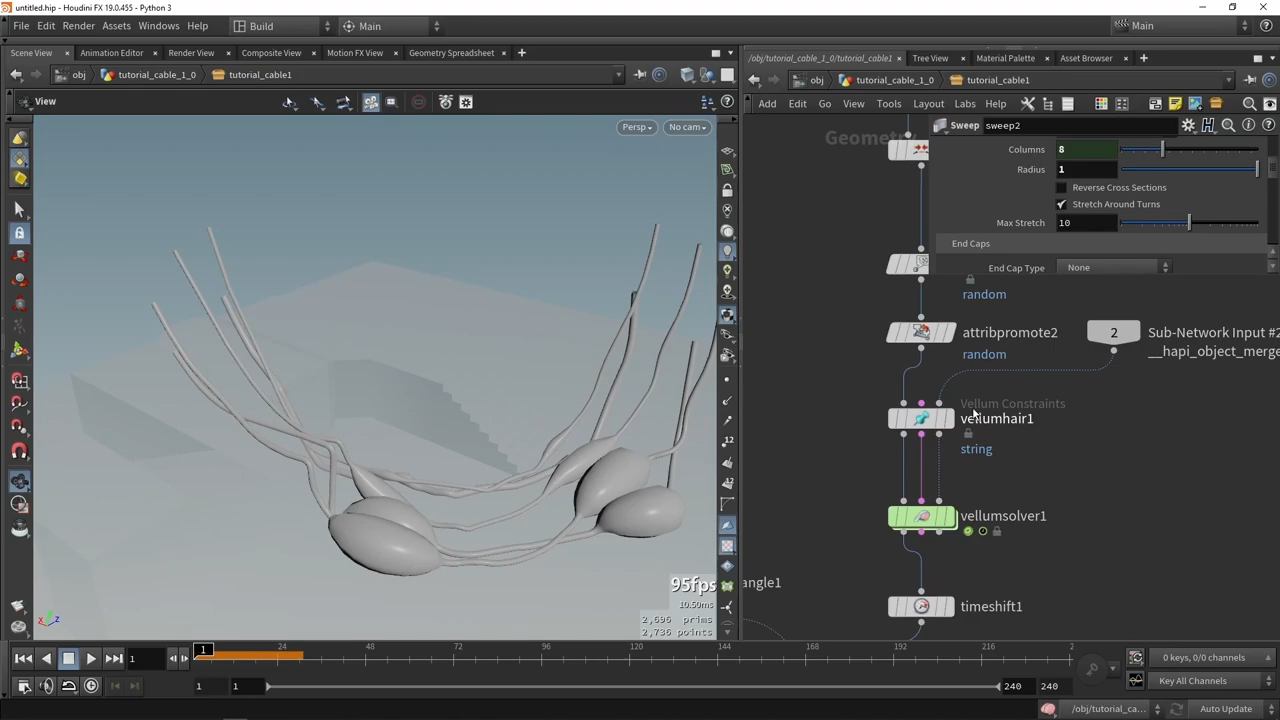 untitled.hip - Houdini FX 19.0.455 - Python 3
File Edit Render Assets Windows Help Build Main Main
Scene View Animation Editor Render View Composite View Motion FX View Geometry Spreadsheet
obj tutorial_cable_1_0 tutorial_cable1
View
Persp No cam
95fps
10.50ms
2,696 prims
2,736 points
/obj/tutorial_cable_1_0/tutorial_cable1 Tree View Material Palette Asset Browser
obj tutorial_cable_1_0 tutorial_cable1
Add Edit Go View Tools Layout Labs Help
Geometry
Sweep sweep2
Columns 8
Radius 1
Reverse Cross Sections
Stretch Around Turns
Max Stretch 10
End Caps
End Cap Type None
random
attribpromote2
random
2
Sub-Network Input #2
__hapi_object_merge
Vellum Constraints
vellumhair1
string
vellumsolver1
angle1
timeshift1
1 1 24 48 72 96 120 144 168 192 216 2
1 1 240 240
0 keys, 0/0 channels
Key All Channels
/obj/tutorial_ca... Auto Update